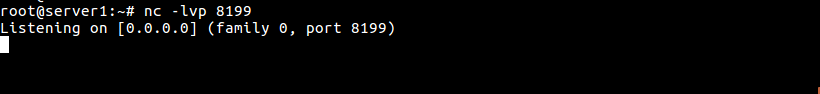 root@server1:~# nc -lvp 8199
Listening on [0.0.0.0] (family 0, port 8199)